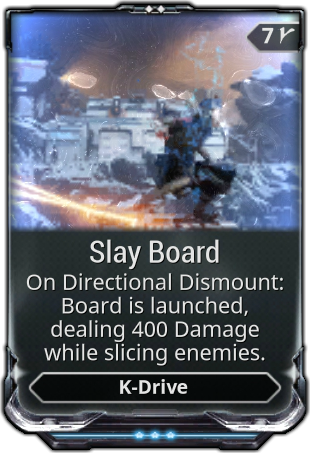 7
Slay Board
On Directional Dismount:
Board is launched,
dealing 400 Damage
while slicing enemies.
K-Drive